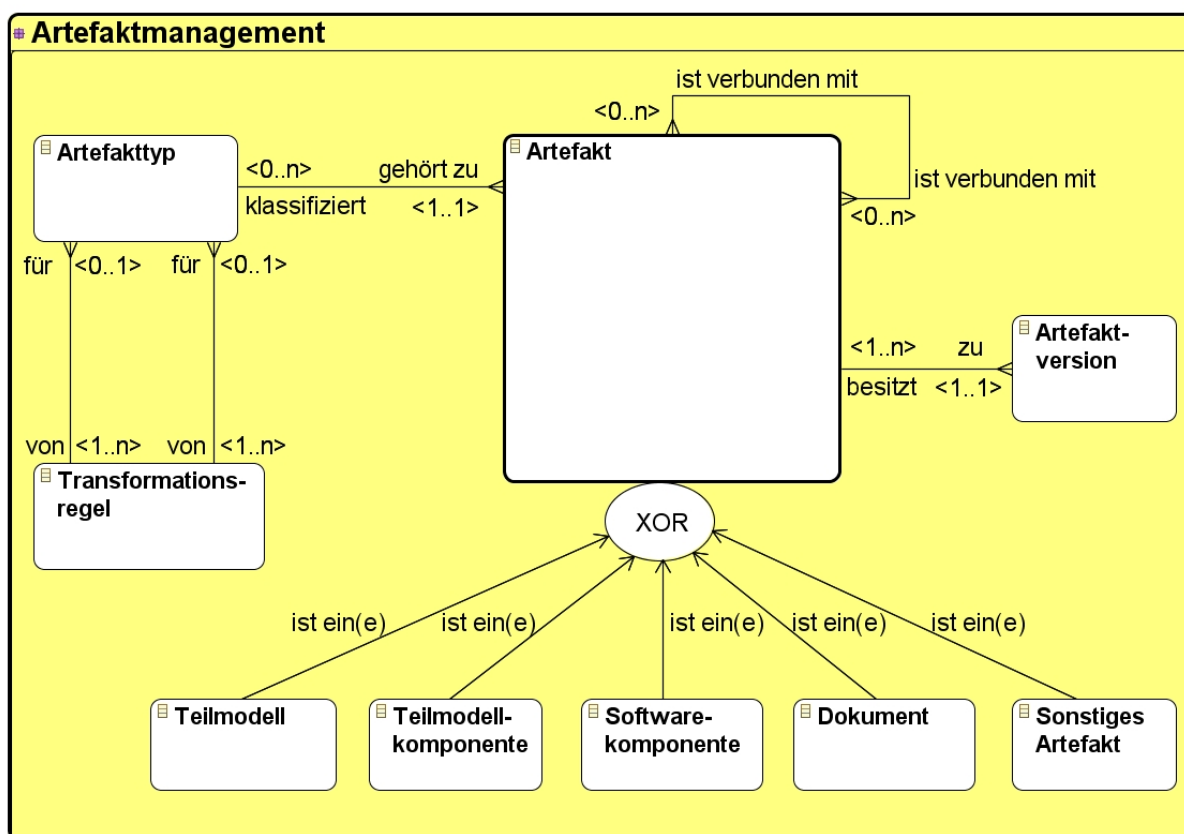 Artefaktmanagement
ist verbunden mit
<0..n>
Artefakttyp
Artefakt
<0..n>
gehört zu
klassifiziert
<1..1>
ist verbunden mit
<0..n>
für
<0..1>
für
<0..1>
<1..n>
zu
besitzt
<1..1>
Artefakt-
version
von
<1..n>
von
<1..n>
Transformations-
regel
XOR
ist ein(e)
ist ein(e)
ist ein(e)
ist ein(e)
ist ein(e)
Teilmodell
Teilmodell-
komponente
Software-
komponente
Dokument
Sonstiges
Artefakt